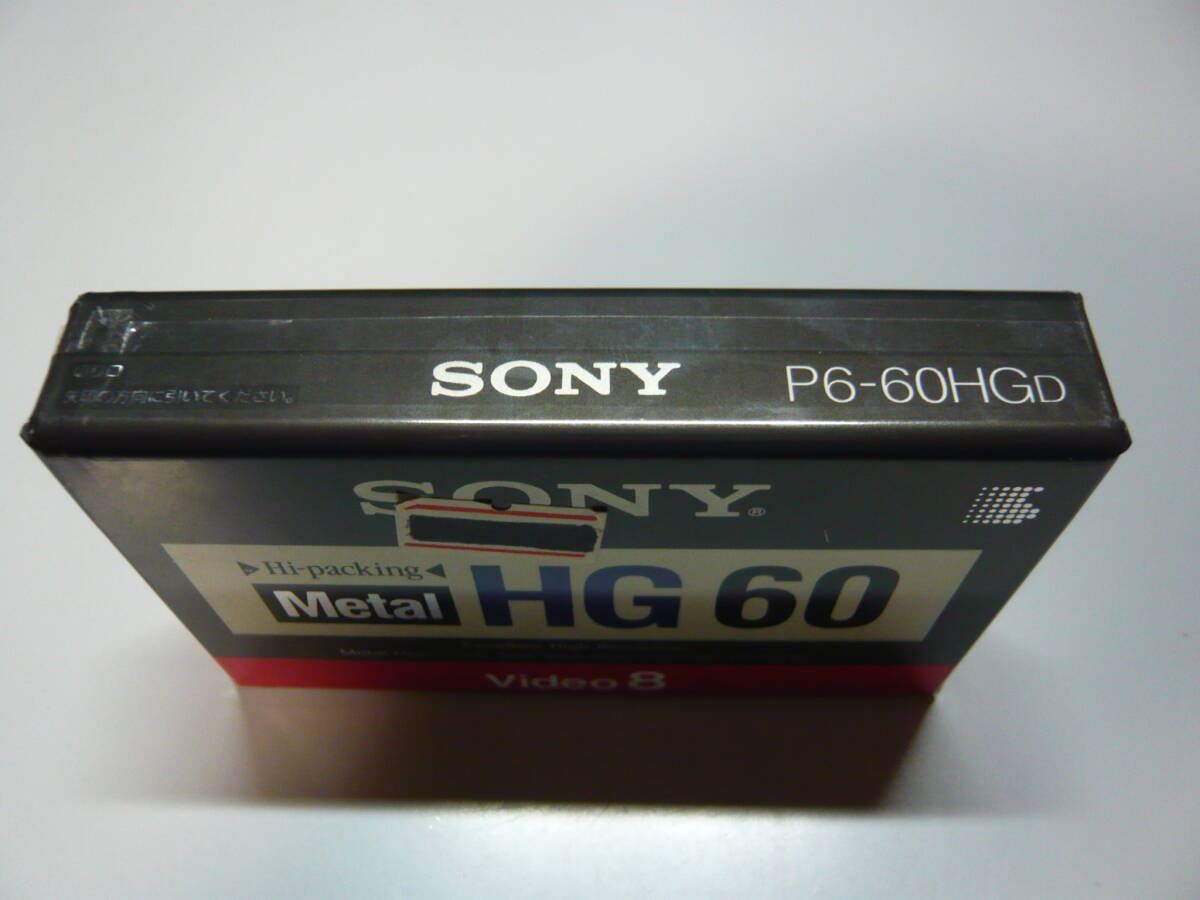 SONY P6-60HGD
矢印の方向に引いてください。
SONY®
Hi-packing
Metal HG 60
Video 8